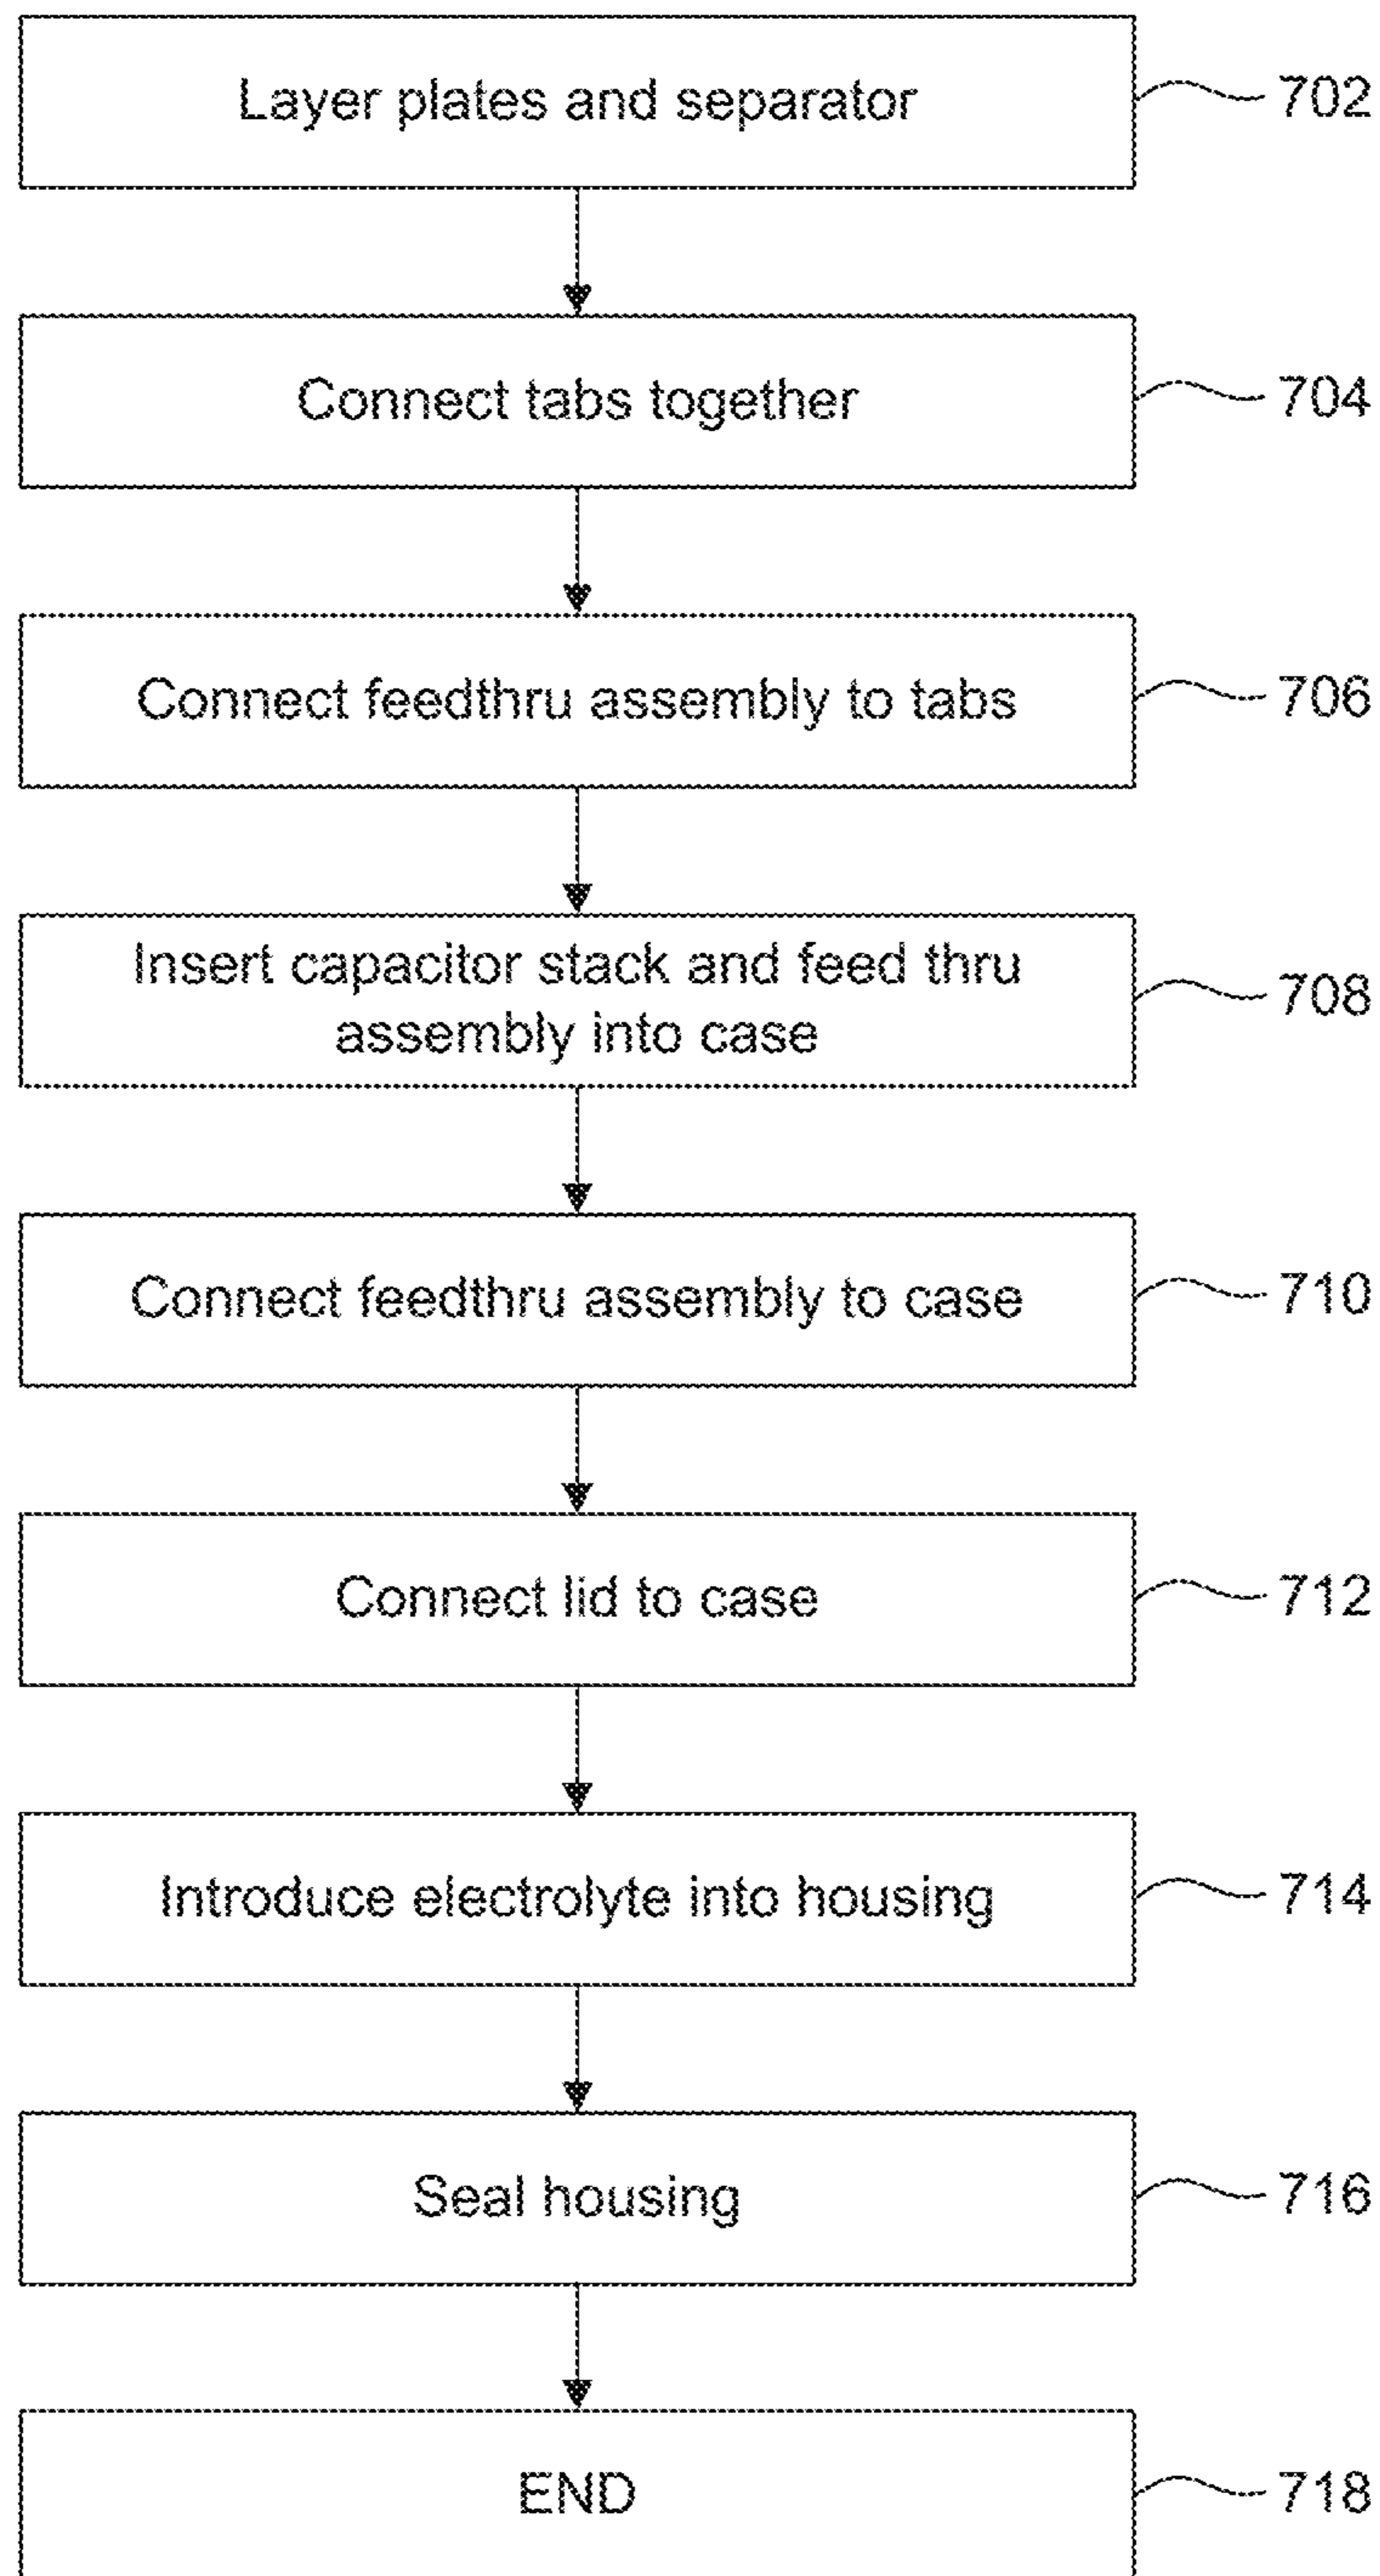 Layer plates and separator
702
Connect tabs together
704
Connect feedthru assembly to tabs
706
Insert capacitor stack and feed thru
assembly into case
708
Connect feedthru assembly to case
710
Connect lid to case
712
Introduce electrolyte into housing
714
Seal housing
716
END
718